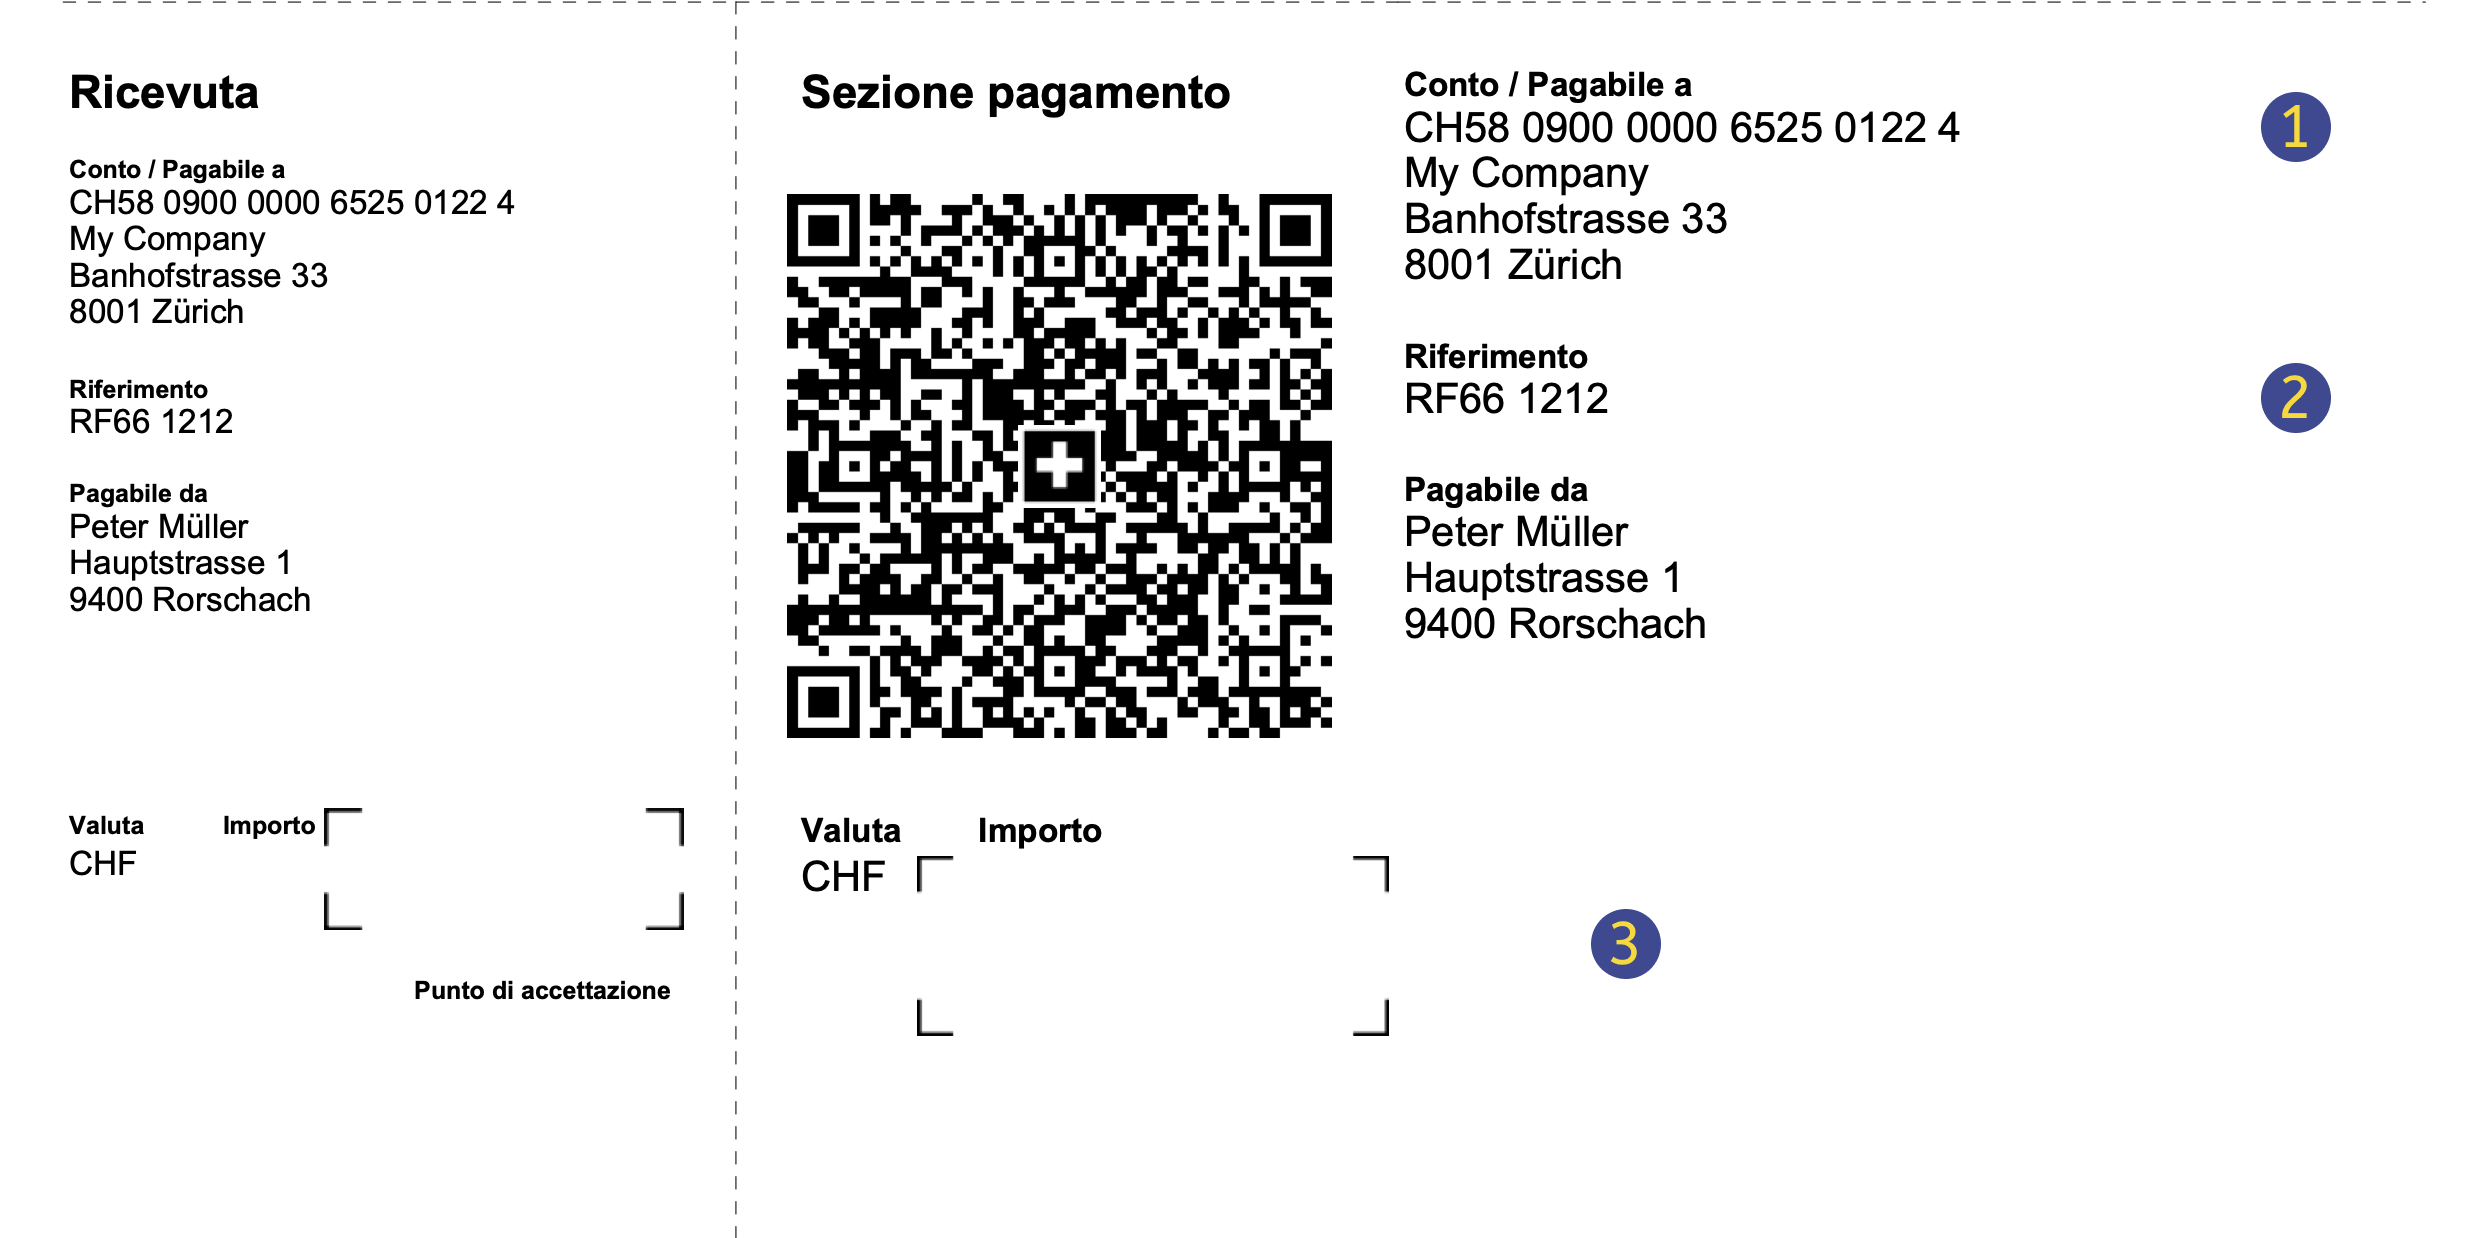 Ricevuta
Conto / Pagabile a
CH58 0900 0000 6525 0122 4
My Company
Banhofstrasse 33
8001 Zürich
Riferimento
RF66 1212
Pagabile da
Peter Müller
Hauptstrasse 1
9400 Rorschach
Valuta Importo
CHF
Punto di accettazione
Sezione pagamento
Valuta Importo
CHF
Conto / Pagabile a
CH58 0900 0000 6525 0122 4
My Company
Banhofstrasse 33
8001 Zürich
1
Riferimento
RF66 1212
2
Pagabile da
Peter Müller
Hauptstrasse 1
9400 Rorschach
3